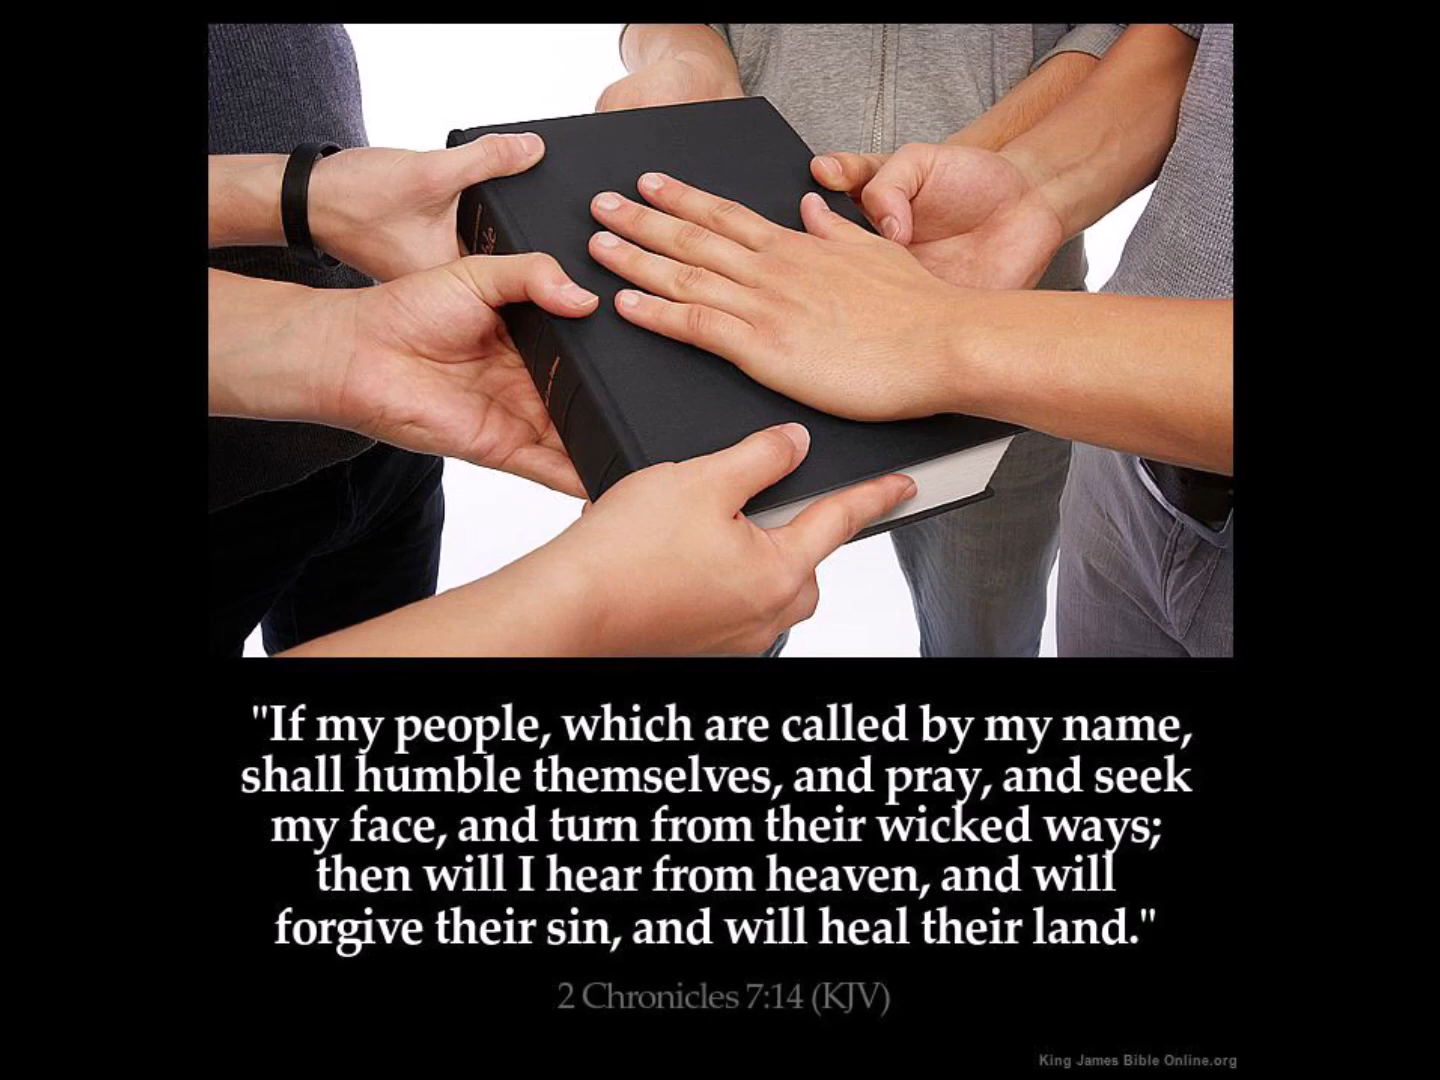 "If my people, which are called by my name,
shall humble themselves, and pray, and seek
my face, and turn from their wicked ways;
then will I hear from heaven, and will
forgive their sin, and will heal their land."
2 Chronicles 7:14 (KJV)
King James Bible Online.org